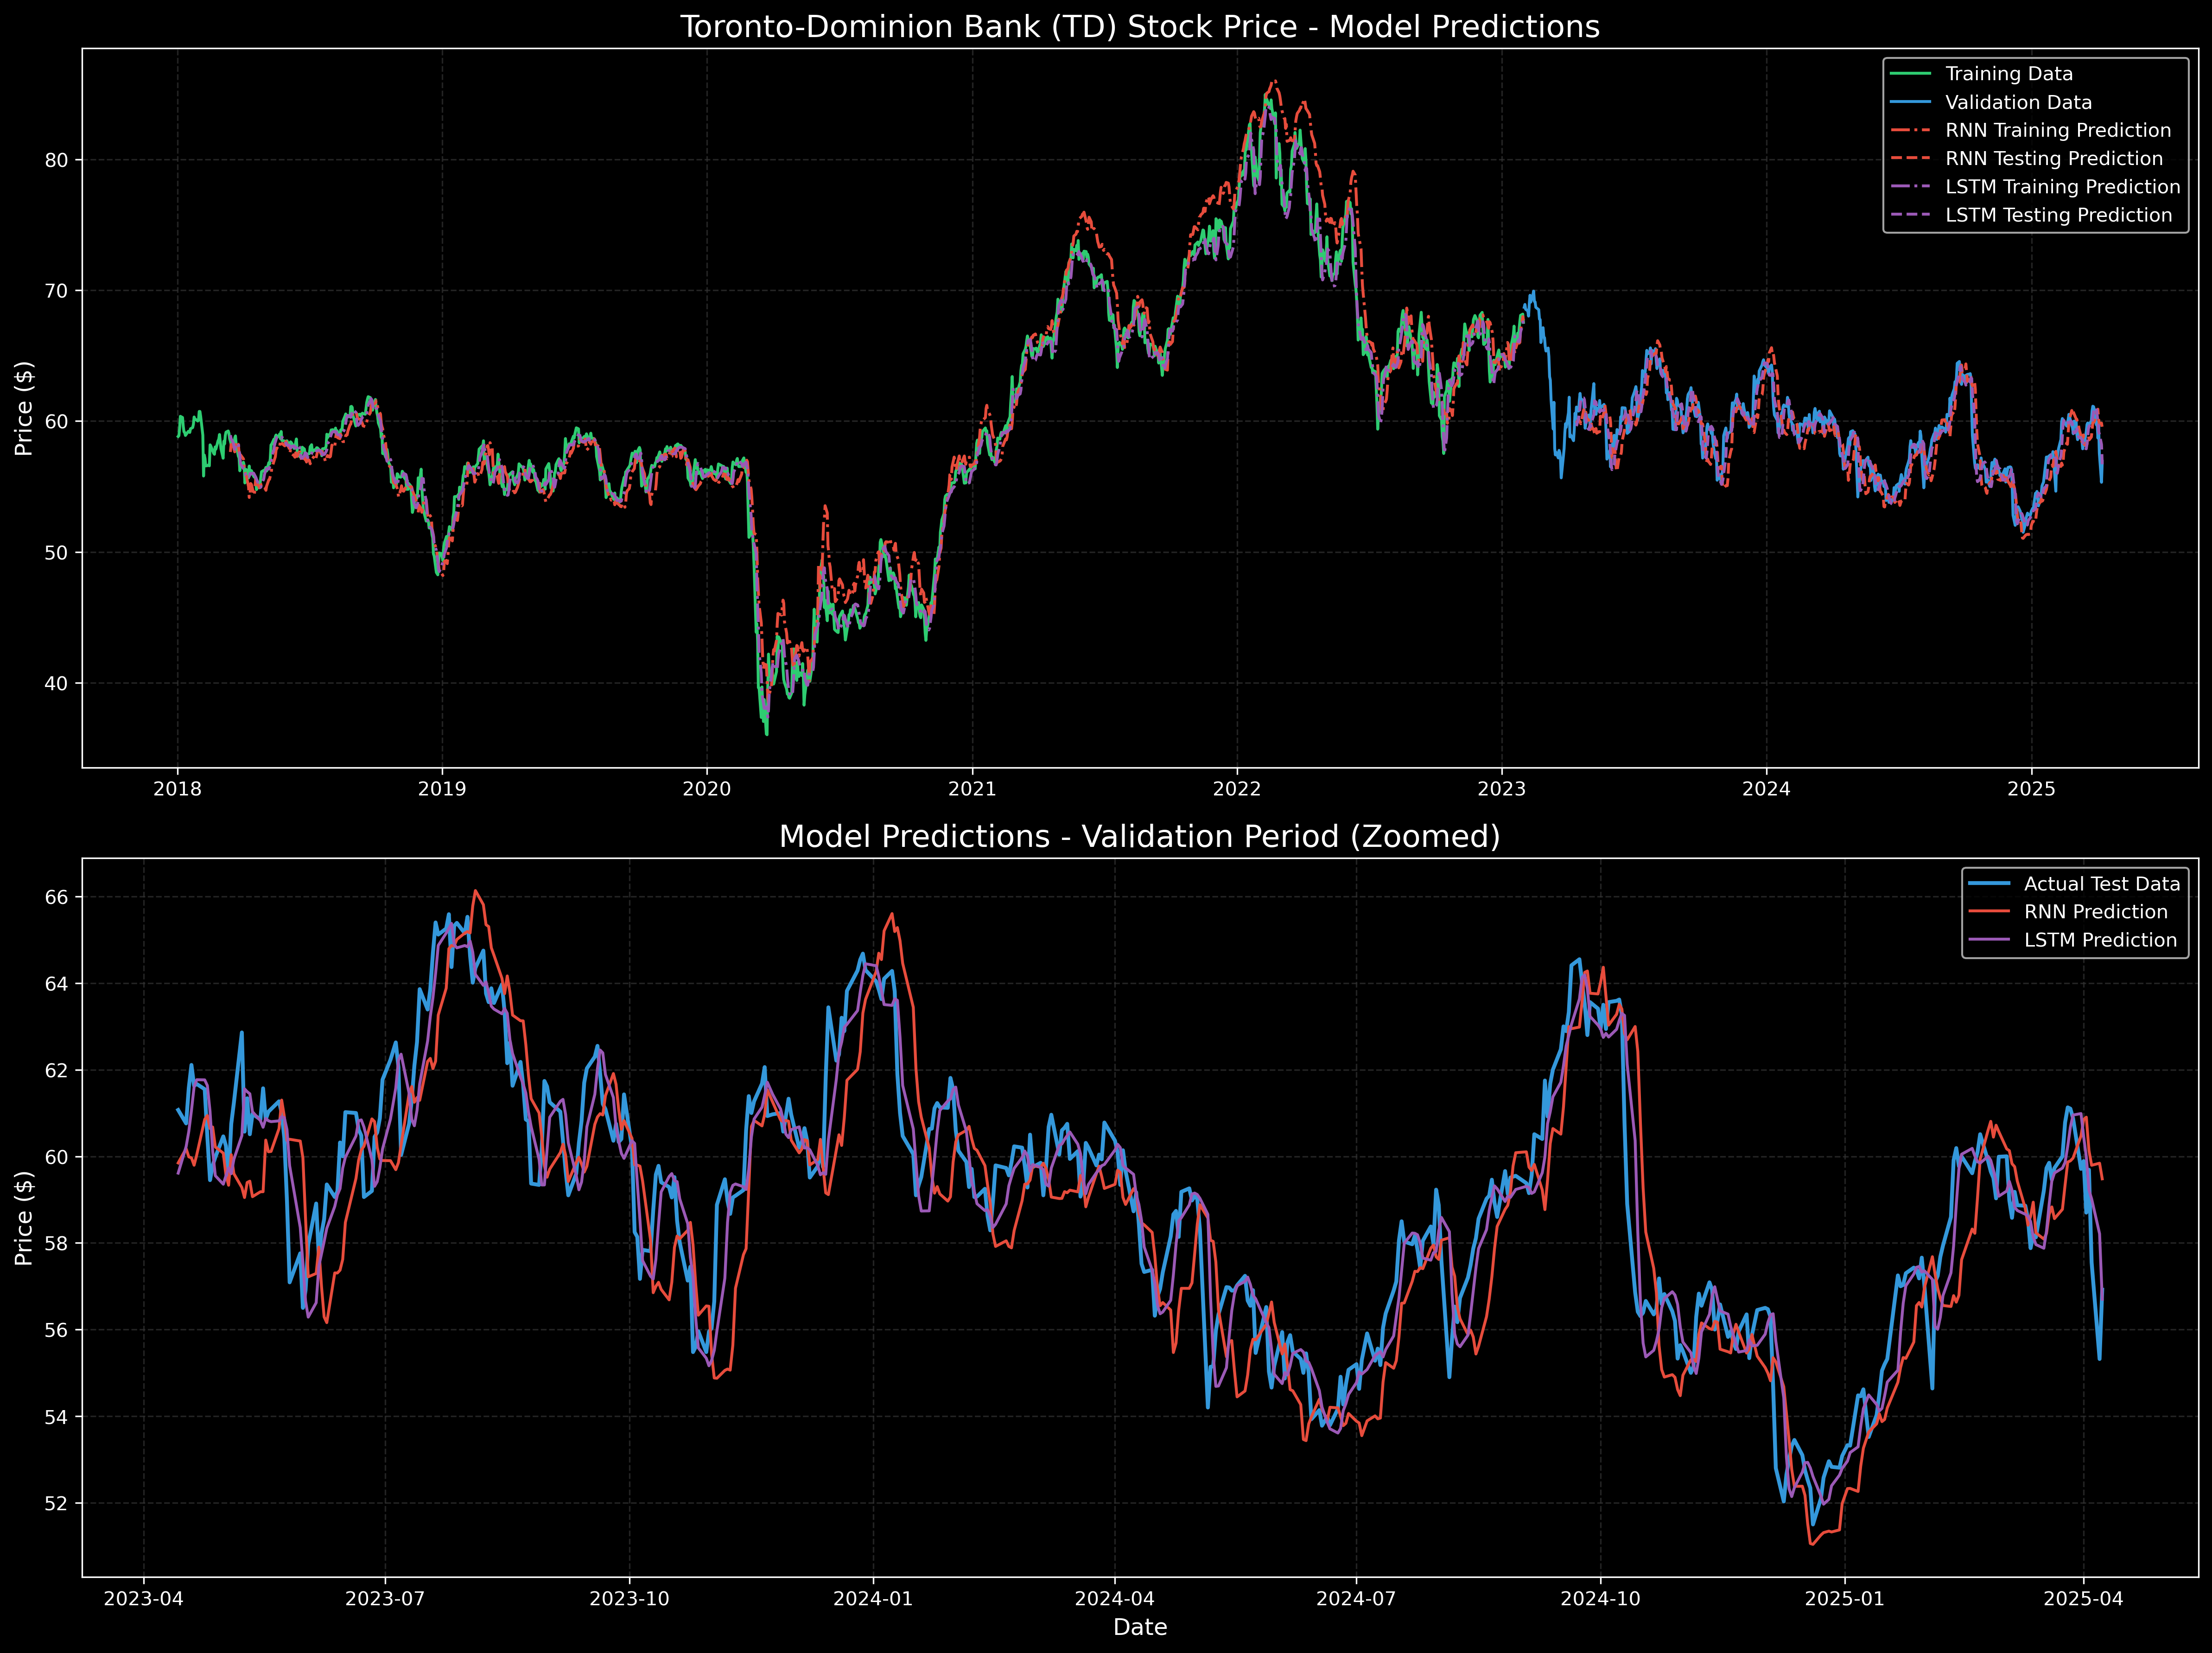 Toronto-Dominion Bank (TD) Stock Price - Model Predictions
Training Data
Validation Data
RNN Training Prediction
RNN Testing Prediction
LSTM Training Prediction
LSTM Testing Prediction
Price ($)
80
70
60
50
40
2018 2019 2020 2021 2022 2023 2024 2025
Model Predictions - Validation Period (Zoomed)
Actual Test Data
RNN Prediction
LSTM Prediction
Price ($)
66
64
62
60
58
56
54
52
2023-04 2023-07 2023-10 2024-01 2024-04 2024-07 2024-10 2025-01 2025-04
Date